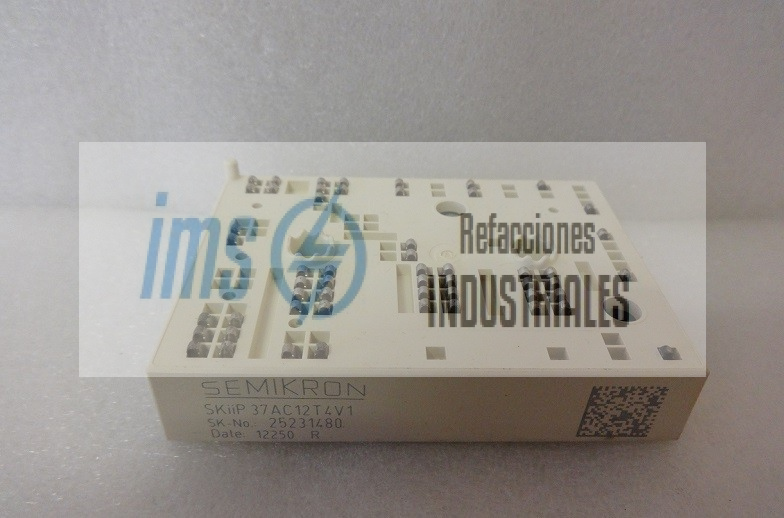 ims
Refacciones
INDUSTRIALES
SEMIKRON
SKiiP 37AC12T4V1
SK-No. 25231480.
Date: 12250 R